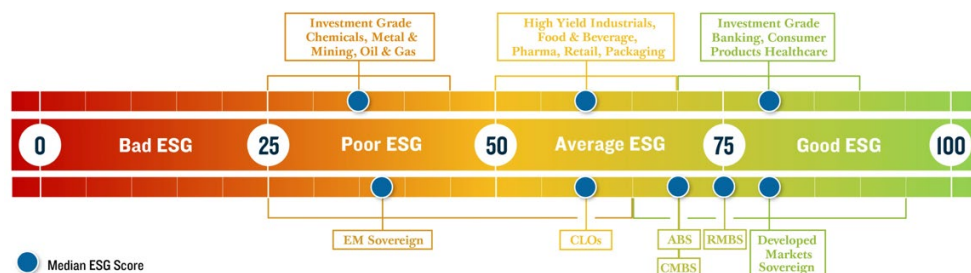 Investment Grade
Chemicals, Metal &
Mining, Oil & Gas
High Yield Industrials,
Food & Beverage,
Pharma, Retail, Packaging
Investment Grade
Banking, Consumer
Products Healthcare
0 Bad ESG 25 Poor ESG 50 Average ESG 75 Good ESG 100
EM Sovereign
CLOs
ABS
CMBS
RMBS
Developed
Markets
Sovereign
Median ESG Score